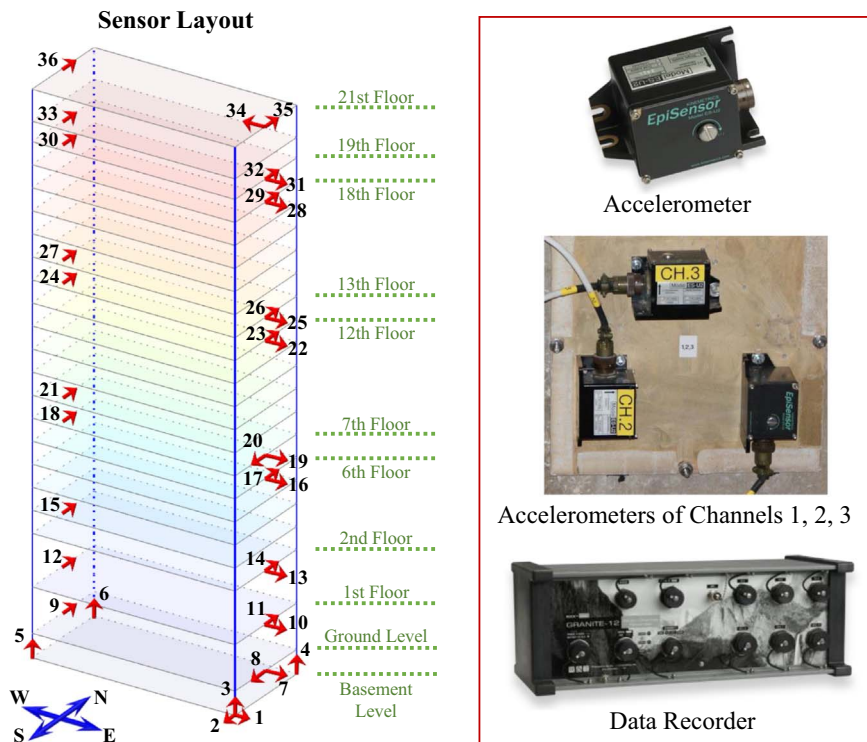 Sensor Layout
36
34
35
21st Floor
33
30
19th Floor
32
31
29
28
18th Floor
27
24
13th Floor
26
25
23
22
12th Floor
21
18
7th Floor
20
19
17
16
6th Floor
15
2nd Floor
14
13
12
1st Floor
11
10
9
6
Ground Level
5
4
8
7
Basement
Level
3
2
1
W
N
S
E
EpiSensor
Accelerometer
CH.3
1,2,3
CH.2
EpiSensor
Accelerometers of Channels 1, 2, 3
GRANITE-12
Data Recorder